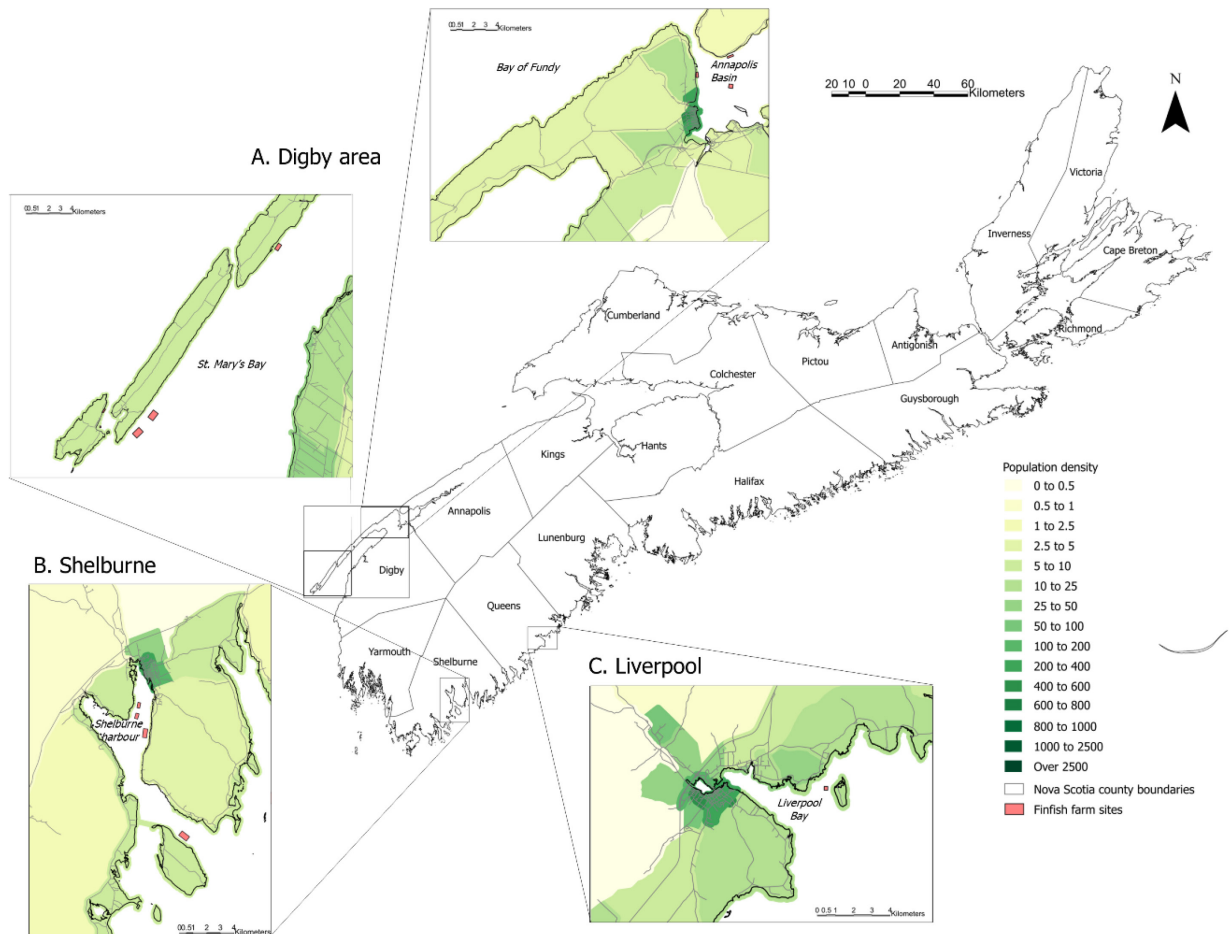 00.51 2 3 4 Kilometers
Bay of Fundy
Annapolis
Basin
20 10 0 20 40 60
Kilometers
N
A. Digby area
00.51 2 3 4 Kilometers
St. Mary's Bay
Victoria
Inverness
Cape Breton
Richmond
Cumberland
Pictou
Antigonish
Colchester
Guysborough
Kings
Hants
Halifax
Annapolis
Lunenburg
Digby
Queens
Yarmouth
Shelburne
B. Shelburne
Shelburne
harbour
00.51 2 3 4 Kilometers
C. Liverpool
Liverpool
Bay
0 0.5 1 2 3 4
Kilometers
Population density
0 to 0.5
0.5 to 1
1 to 2.5
2.5 to 5
5 to 10
10 to 25
25 to 50
50 to 100
100 to 200
200 to 400
400 to 600
600 to 800
800 to 1000
1000 to 2500
Over 2500
Nova Scotia county boundaries
Finfish farm sites